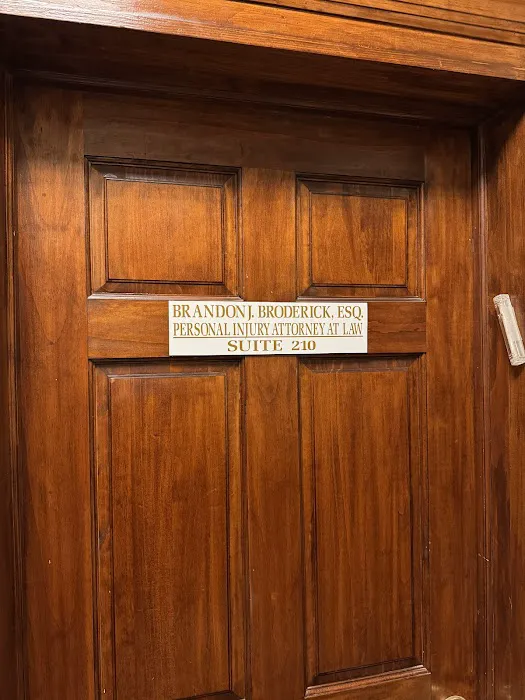 BRANDON J. BRODERICK, ESQ.
PERSONAL INJURY ATTORNEY AT LAW
SUITE 210